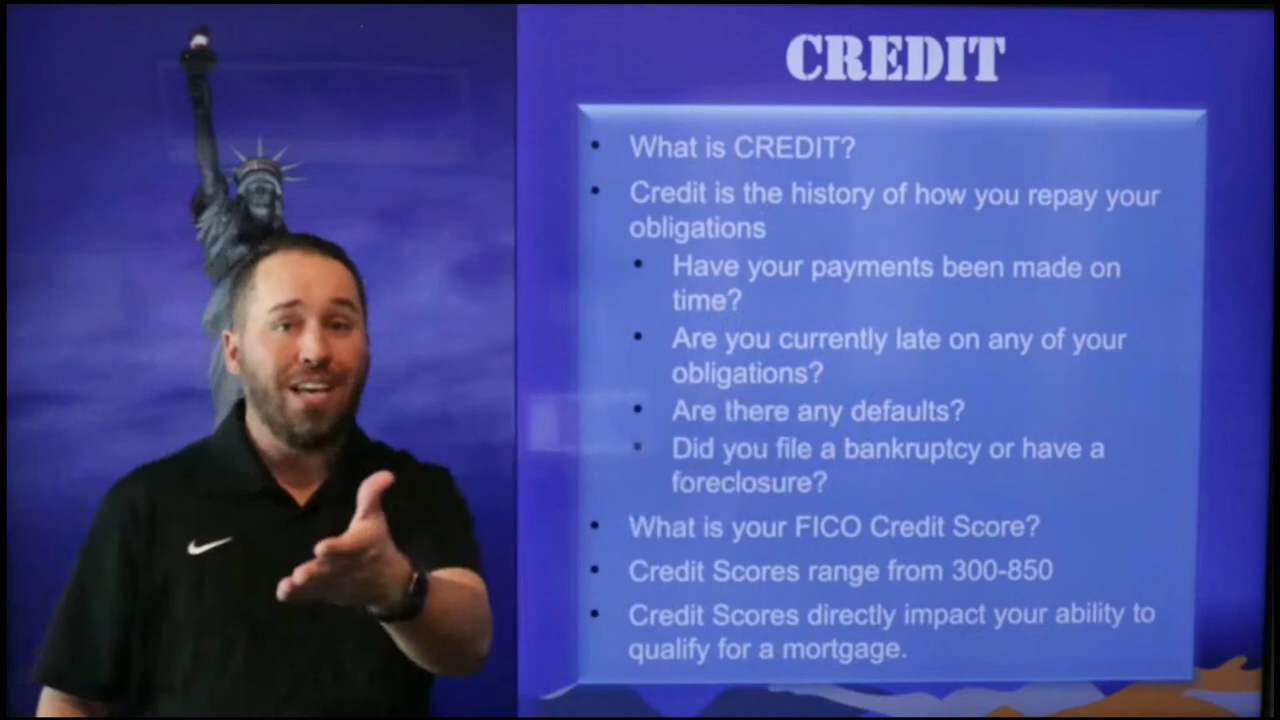 CREDIT
• What is CREDIT?
• Credit is the history of how you repay your
obligations
• Have your payments been made on
time?
• Are you currently late on any of your
obligations?
• Are there any defaults?
▪ Did you file a bankruptcy or have a
foreclosure?
• What is your FICO Credit Score?
• Credit Scores range from 300-850
• Credit Scores directly impact your ability to
qualify for a mortgage.